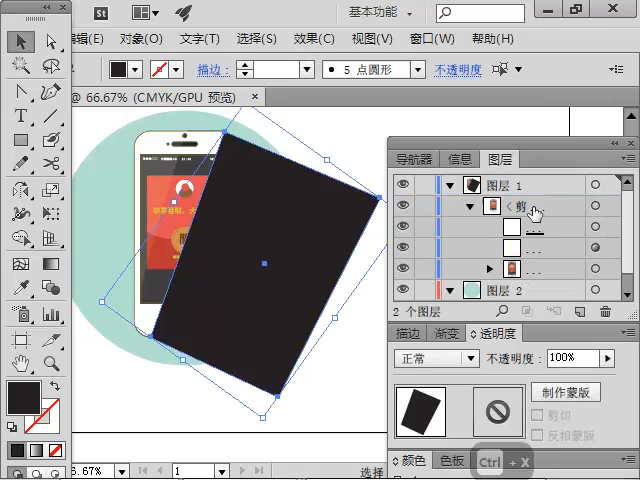 St
基本功能
编辑(E)
对象(O)
文字(T)
选择(S)
效果(C)
视图(V)
窗口(W)
帮助(H)
描边:
5 点圆形
不透明度
@ 66.67% (CMYK/GPU 预览) ×
导航器 信息 图层
图层 1
<剪...
...
...
...
图层 2
2 个图层
描边 渐变 透明度
正常 不透明度: 100%
制作蒙版
剪切
反相蒙版
颜色 色板
Ctrl + X
6.67%
1
选择